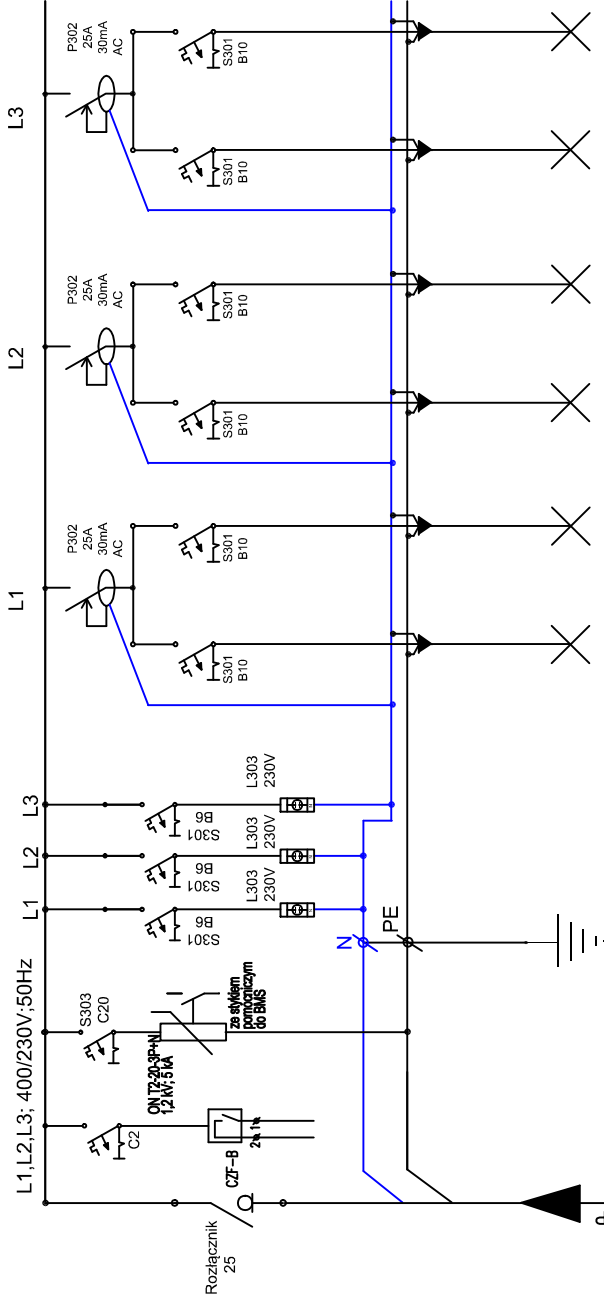 L1,L2,L3; 400/230V;50Hz
Rozłącznik
25
C2
CZF-B
2ø 1ø
S303
C20
ON T2-20-3P+N
1,2 kV; 5 kA
ze stykiem
pomocniczym
do BMS
L1
L2
L3
S301
B6
S301
B6
S301
B6
L303
230V
L303
230V
L303
230V
N
PE
L1
P302
25A
30mA
AC
S301
B10
S301
B10
L2
P302
25A
30mA
AC
S301
B10
S301
B10
L3
P302
25A
30mA
AC
S301
B10
S301
B10